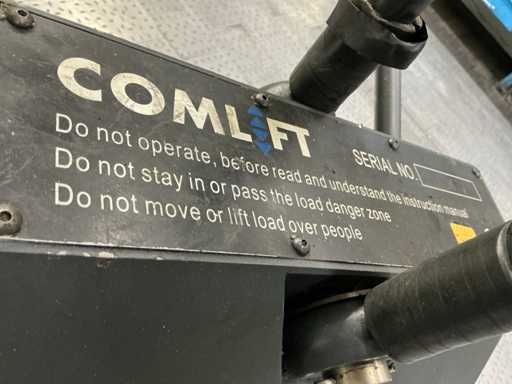 COMLIFT
SERIAL NO.
Do not operate, before read and understand the instruction manual
Do not stay in or pass the load danger zone
Do not move or lift load over people